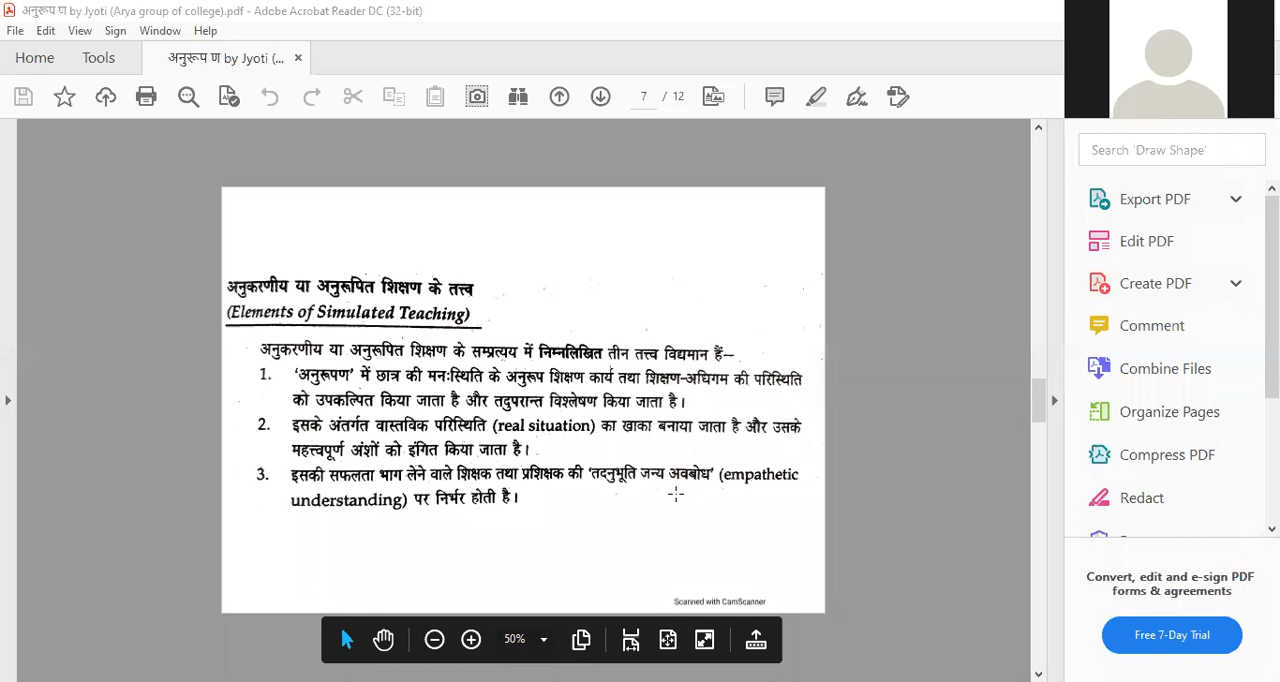 अनुरूप ण by Jyoti (Arya group of college).pdf - Adobe Acrobat Reader DC (32-bit)
File Edit View Sign Window Help
Home Tools अनुरूप ण by Jyoti (... ×
7 / 12
Search 'Draw Shape'
Export PDF
Edit PDF
Create PDF
Comment
Combine Files
Organize Pages
Compress PDF
Redact
Convert, edit and e-sign PDF
forms & agreements
Free 7-Day Trial
अनुकरणीय या अनुरूपित शिक्षण के तत्त्व
(Elements of Simulated Teaching)
अनुकरणीय या अनुरूपित शिक्षण के सम्प्रत्यय में निम्नलिखित तीन तत्त्व विद्यमान हैं—
1. 'अनुरूपण' में छात्र की मनःस्थिति के अनुरूप शिक्षण कार्य तथा शिक्षण-अधिगम की परिस्थिति
को उपकल्पित किया जाता है और तदुपरान्त विश्लेषण किया जाता है।
2. इसके अंतर्गत वास्तविक परिस्थिति (real situation) का खाका बनाया जाता है और उसके
महत्त्वपूर्ण अंशों को इंगित किया जाता है।
3. इसकी सफलता भाग लेने वाले शिक्षक तथा प्रशिक्षक की 'तदनुभूति जन्य अवबोध' (empathetic
understanding) पर निर्भर होती है।
Scanned with CamScanner
50%